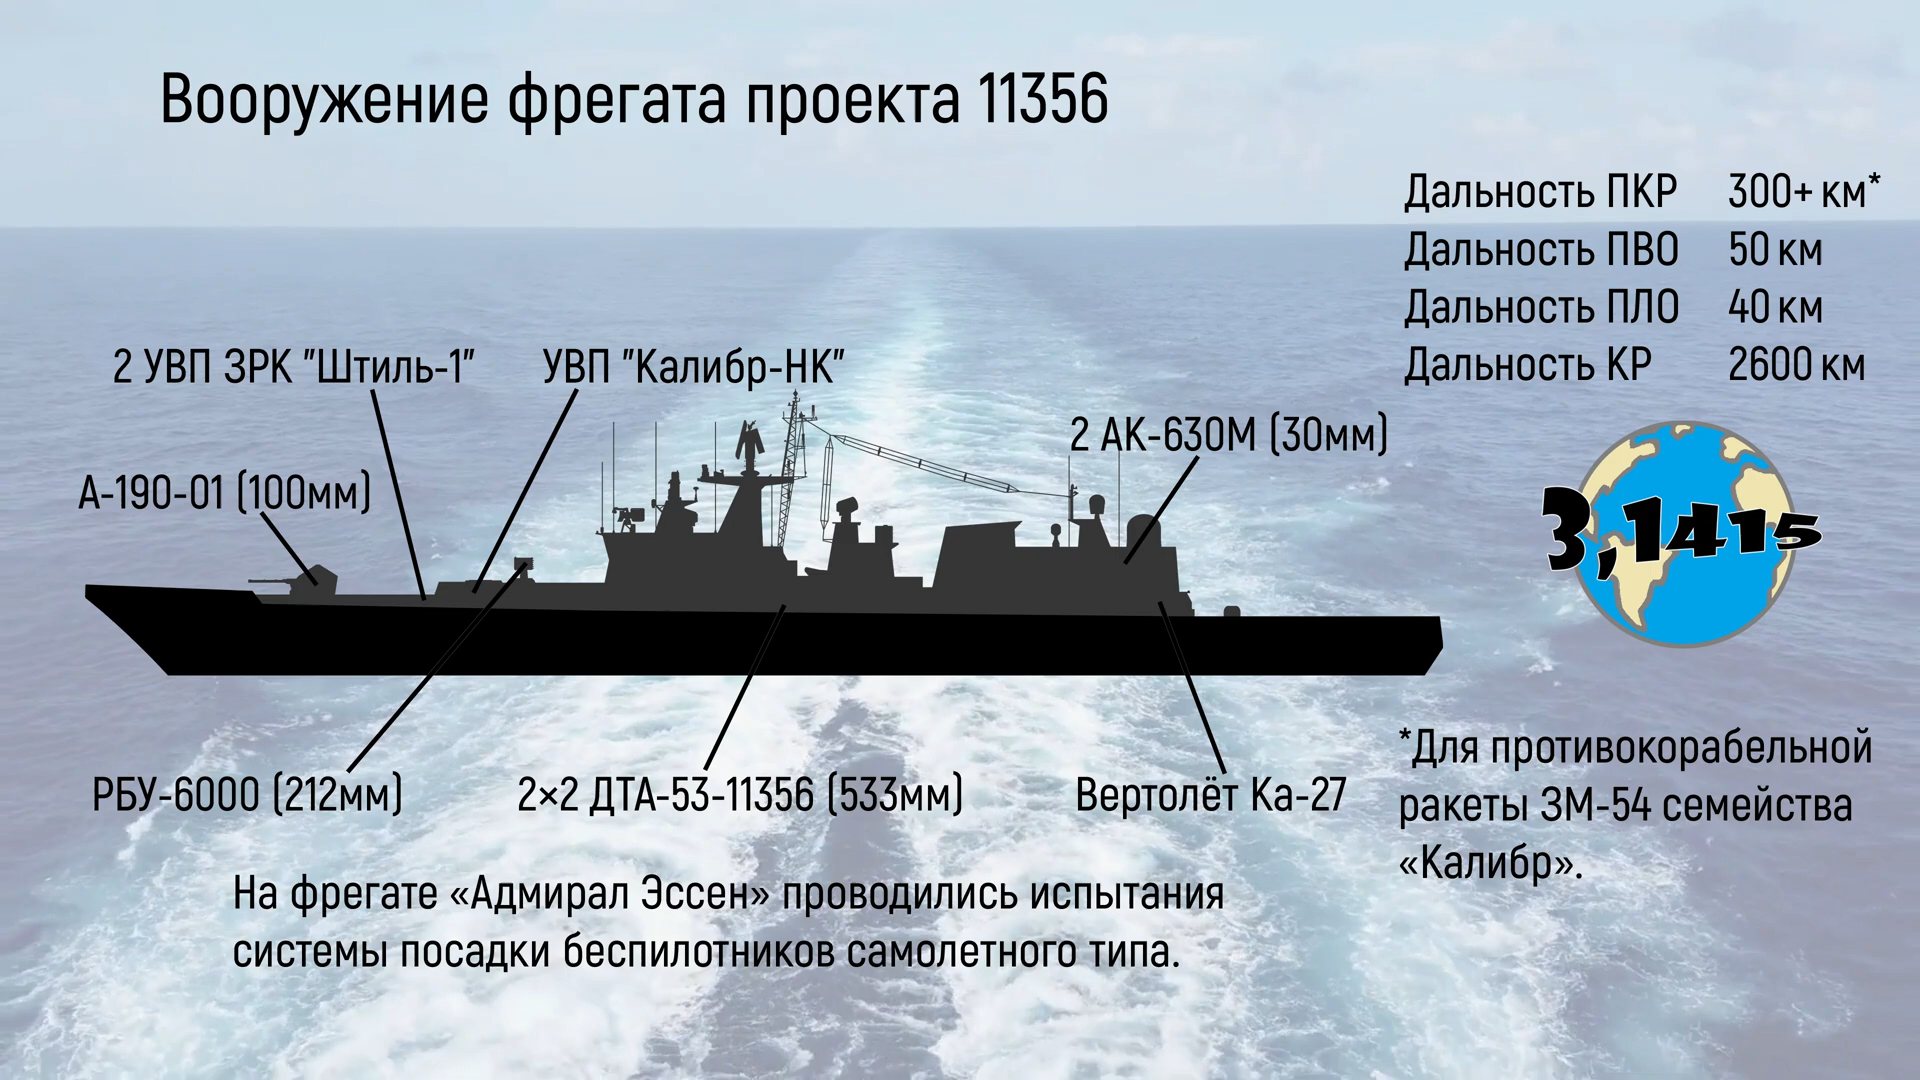 Вооружение фрегата проекта 11356
Дальность ПКР 300+ км*
Дальность ПВО 50 км
Дальность ПЛО 40 км
Дальность КР 2600 км
2 УВП ЗРК "Штиль-1"
УВП "Калибр-НК"
2 АК-630М (30мм)
А-190-01 (100мм)
3,1415
РБУ-6000 (212мм)
2×2 ДТА-53-11356 (533мм)
Вертолёт Ка-27
*Для противокорабельной
ракеты 3М-54 семейства
«Калибр».
На фрегате «Адмирал Эссен» проводились испытания
системы посадки беспилотников самолетного типа.